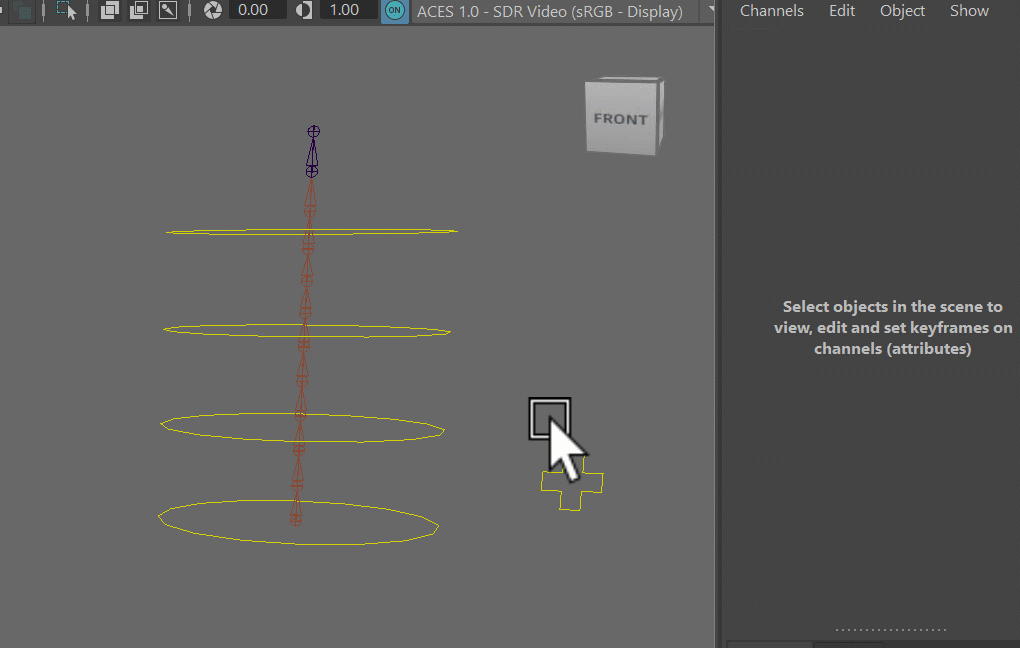 0.00
1.00
ON
ACES 1.0 - SDR Video (sRGB - Display)
Channels Edit Object Show
FRONT
Select objects in the scene to
view, edit and set keyframes on
channels (attributes)